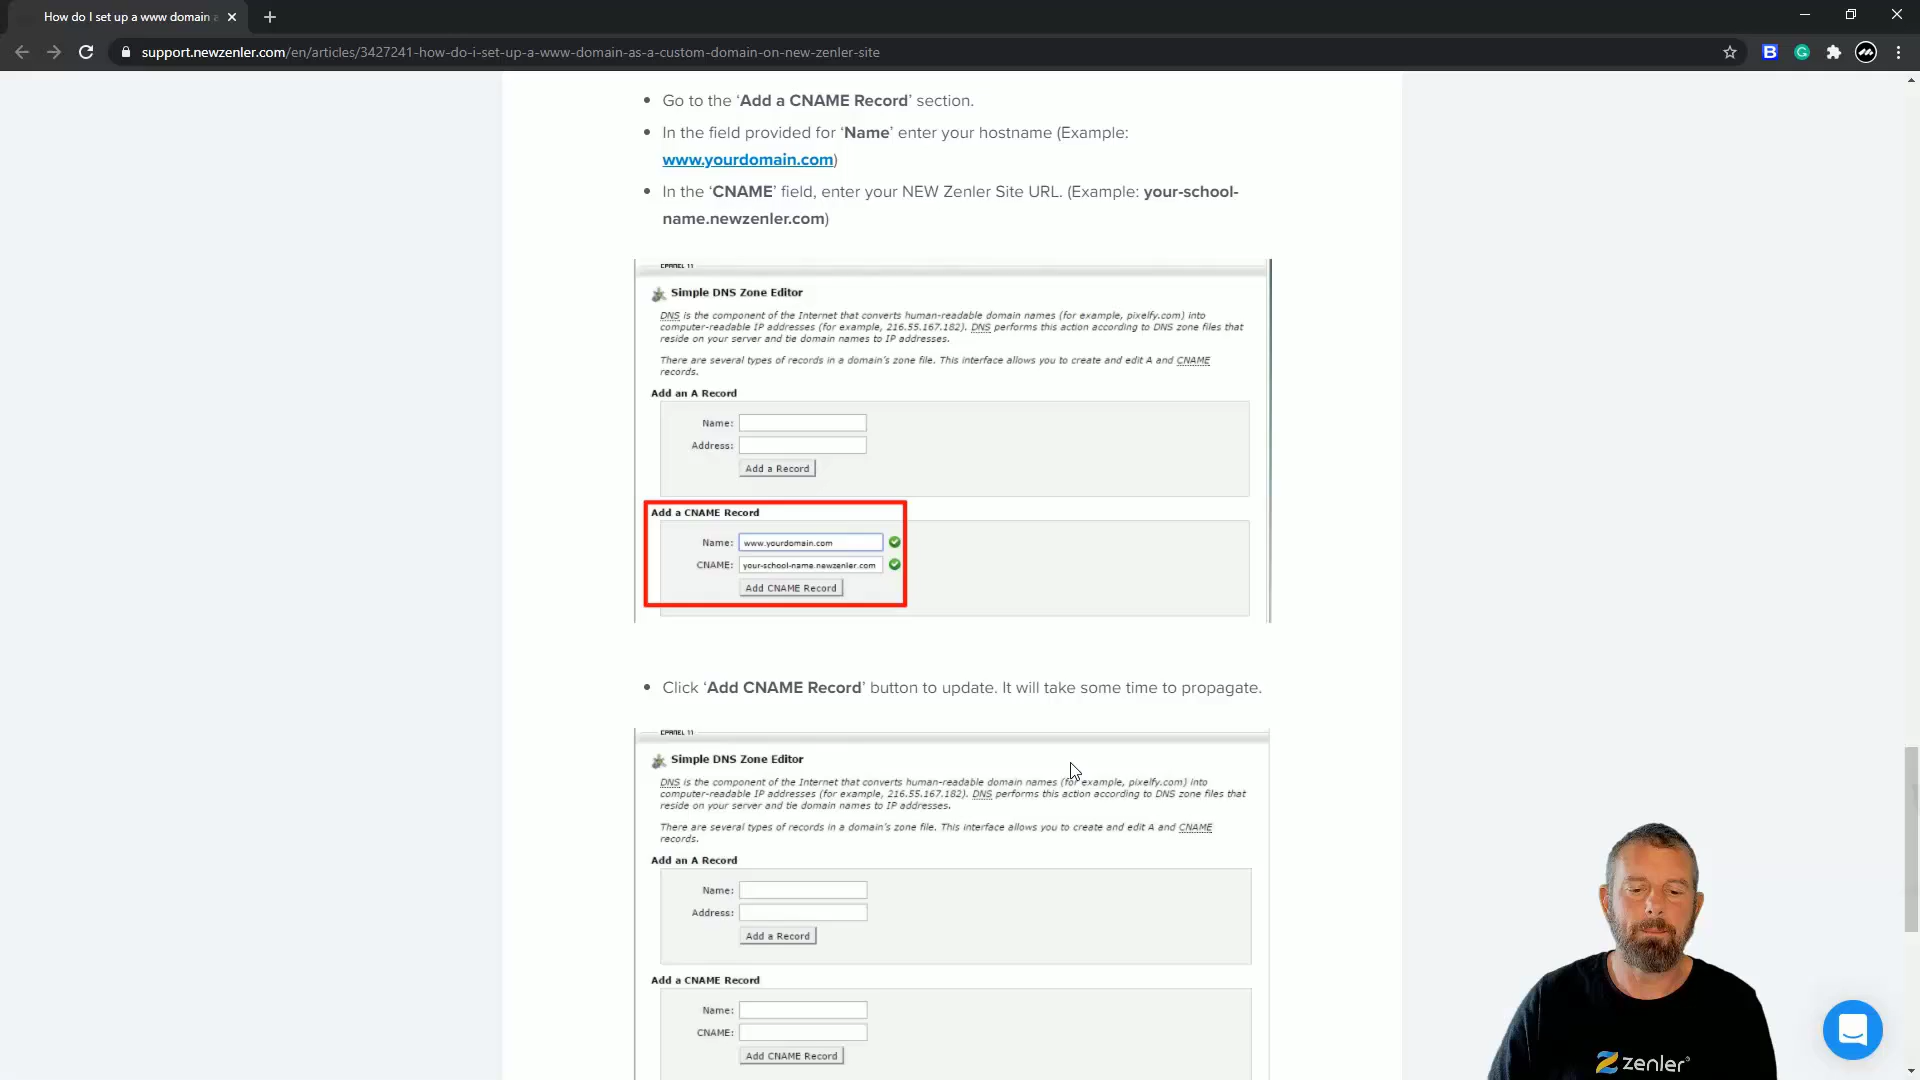 How do I set up a www domain a
support.newzenler.com/en/articles/3427241-how-do-i-set-up-a-www-domain-as-a-custom-domain-on-new-zenler-site
B
G
Go to the ‘Add a CNAME Record’ section.
In the field provided for ‘Name’ enter your hostname (Example:
www.yourdomain.com)
In the ‘CNAME’ field, enter your NEW Zenler Site URL. (Example: your-school-
name.newzenler.com)
CPANEL 11
Simple DNS Zone Editor
DNS is the component of the Internet that converts human-readable domain names (for example, pixelfy.com) into
computer-readable IP addresses (for example, 216.55.167.182). DNS performs this action according to DNS zone files that
reside on your server and tie domain names to IP addresses.
There are several types of records in a domain's zone file. This interface allows you to create and edit A and CNAME
records.
Add an A Record
Name:
Address:
Add a Record
Add a CNAME Record
Name: www.yourdomain.com
CNAME: your-school-name.newzenler.com
Add CNAME Record
Click ‘Add CNAME Record’ button to update. It will take some time to propagate.
CPANEL 11
Simple DNS Zone Editor
DNS is the component of the Internet that converts human-readable domain names (for example, pixelfy.com) into
computer-readable IP addresses (for example, 216.55.167.182). DNS performs this action according to DNS zone files that
reside on your server and tie domain names to IP addresses.
There are several types of records in a domain's zone file. This interface allows you to create and edit A and CNAME
records.
Add an A Record
Name:
Address:
Add a Record
Add a CNAME Record
Name:
CNAME:
Add CNAME Record
zenler